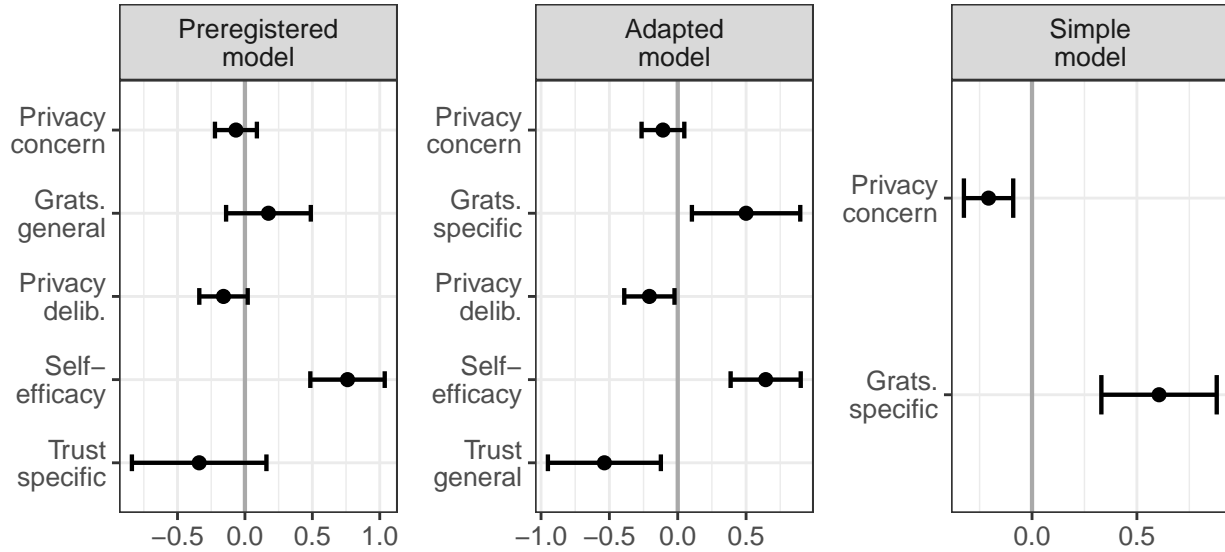 Preregistered
model
Privacy
concern
Grats.
general
Privacy
delib.
Self−
efficacy
Trust
specific
−0.5 0.0 0.5 1.0
Adapted
model
Privacy
concern
Grats.
specific
Privacy
delib.
Self−
efficacy
Trust
general
−1.0 −0.5 0.0 0.5
Simple
model
Privacy
concern
Grats.
specific
0.0 0.5